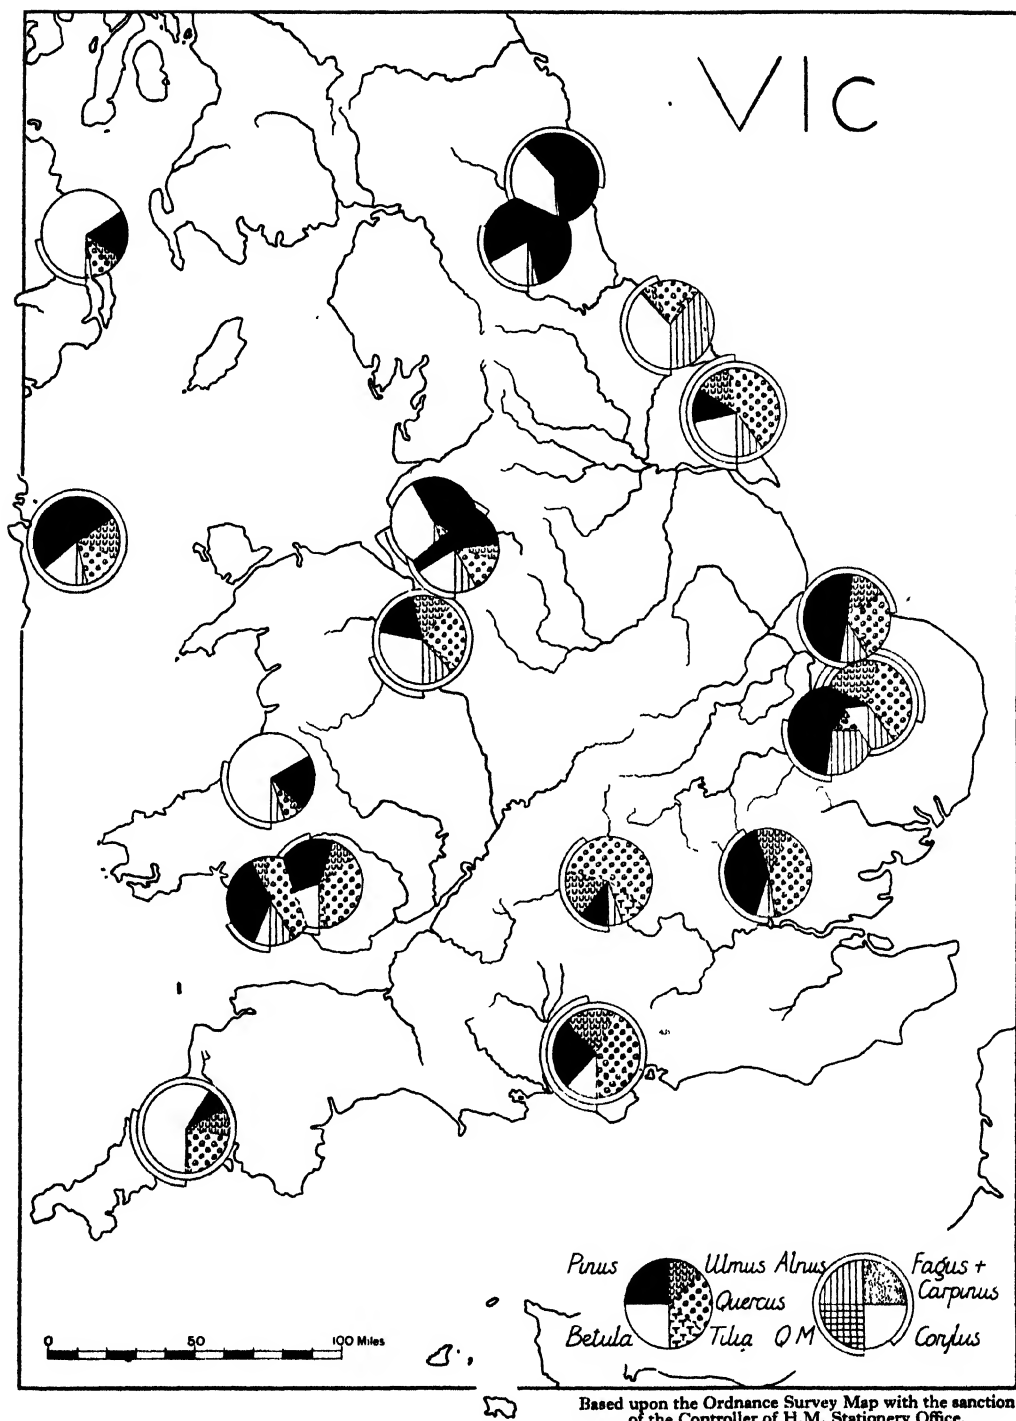 VIc
Pinus Ulmus Alnus Fagus +
Carpinus
Quercus
Betula Tilia QM Corylus
0 50 100 Miles
Based upon the Ordnance Survey Map with the sanction
of the Controller of H.M. Stationery Office